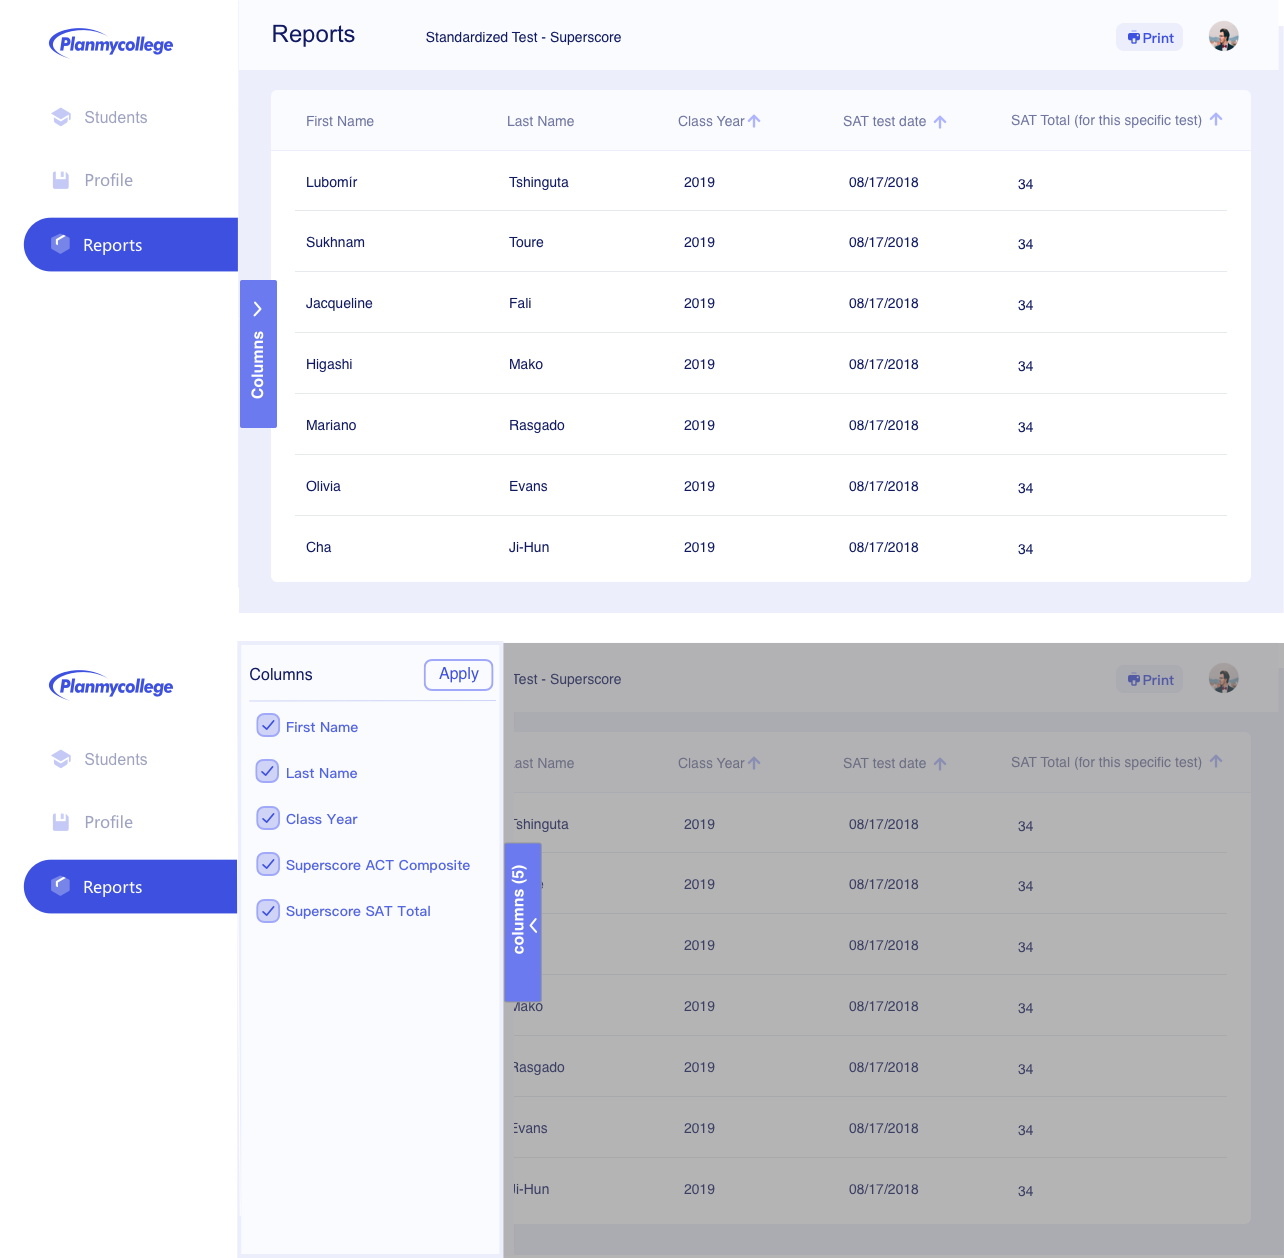 Planmycollege
Students
Profile
Reports
Reports Standardized Test - Superscore Print
First Name Last Name Class Year SAT test date SAT Total (for this specific test)
Lubomír Tshinguta 2019 08/17/2018 34
Sukhnam Toure 2019 08/17/2018 34
Jacqueline Fali 2019 08/17/2018 34
Higashi Mako 2019 08/17/2018 34
Mariano Rasgado 2019 08/17/2018 34
Olivia Evans 2019 08/17/2018 34
Cha Ji-Hun 2019 08/17/2018 34
Columns
Planmycollege
Students
Profile
Reports
Columns Apply
First Name
Last Name
Class Year
Superscore ACT Composite
Superscore SAT Total
columns (5)
Test - Superscore Print
Last Name Class Year SAT test date SAT Total (for this specific test)
Tshinguta 2019 08/17/2018 34
2019 08/17/2018 34
2019 08/17/2018 34
Mako 2019 08/17/2018 34
Rasgado 2019 08/17/2018 34
Evans 2019 08/17/2018 34
Ji-Hun 2019 08/17/2018 34